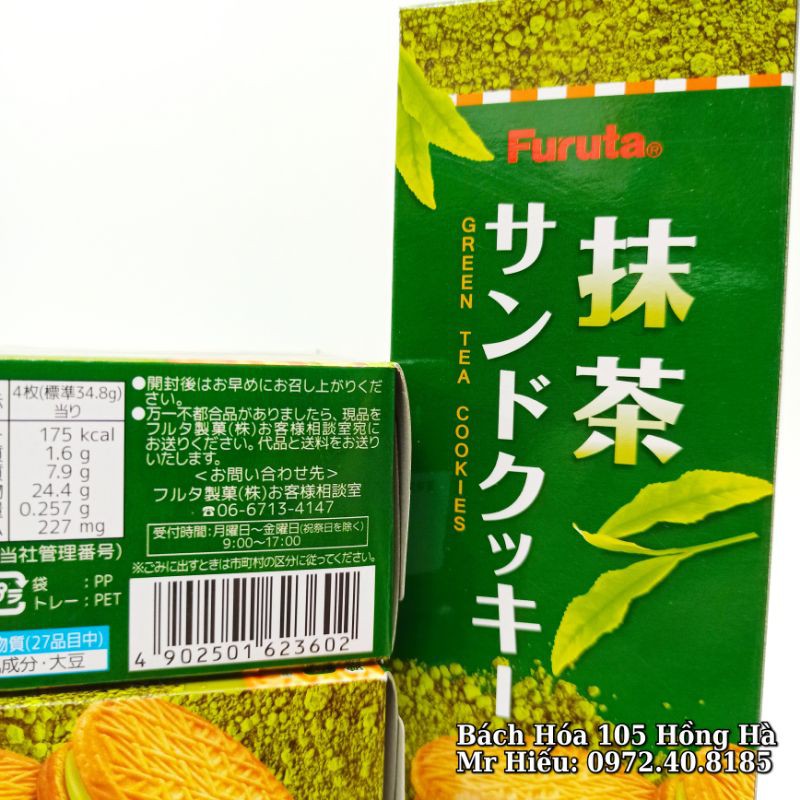 Furuta®
抹茶
サンドクッキー
GREEN TEA COOKIES
4枚(標準34.8g)
当り
175 kcal
1.6 g
7.9 g
24.4 g
0.257 g
227 mg
当社管理番号)
袋 : PP
トレー : PET
物質(27品目中)
成分・大豆
●開封後はお早めにお召し上がりくだ
さい。
●万一不都合品がありましたら、現品を
フルタ製菓(株)お客様相談室宛に
お送りください。代品と送料をお送り
いたします。
<お問い合わせ先>
フルタ製菓(株)お客様相談室
☎06-6713-4147
受付時間:月曜日~金曜日(祝祭日を除く)
9:00~17:00
※ごみに出すときは市町村の区分に従ってください。
4 902501 623602
Bách Hóa 105 Hồng Hà
Mr Hiếu: 0972.40.8185